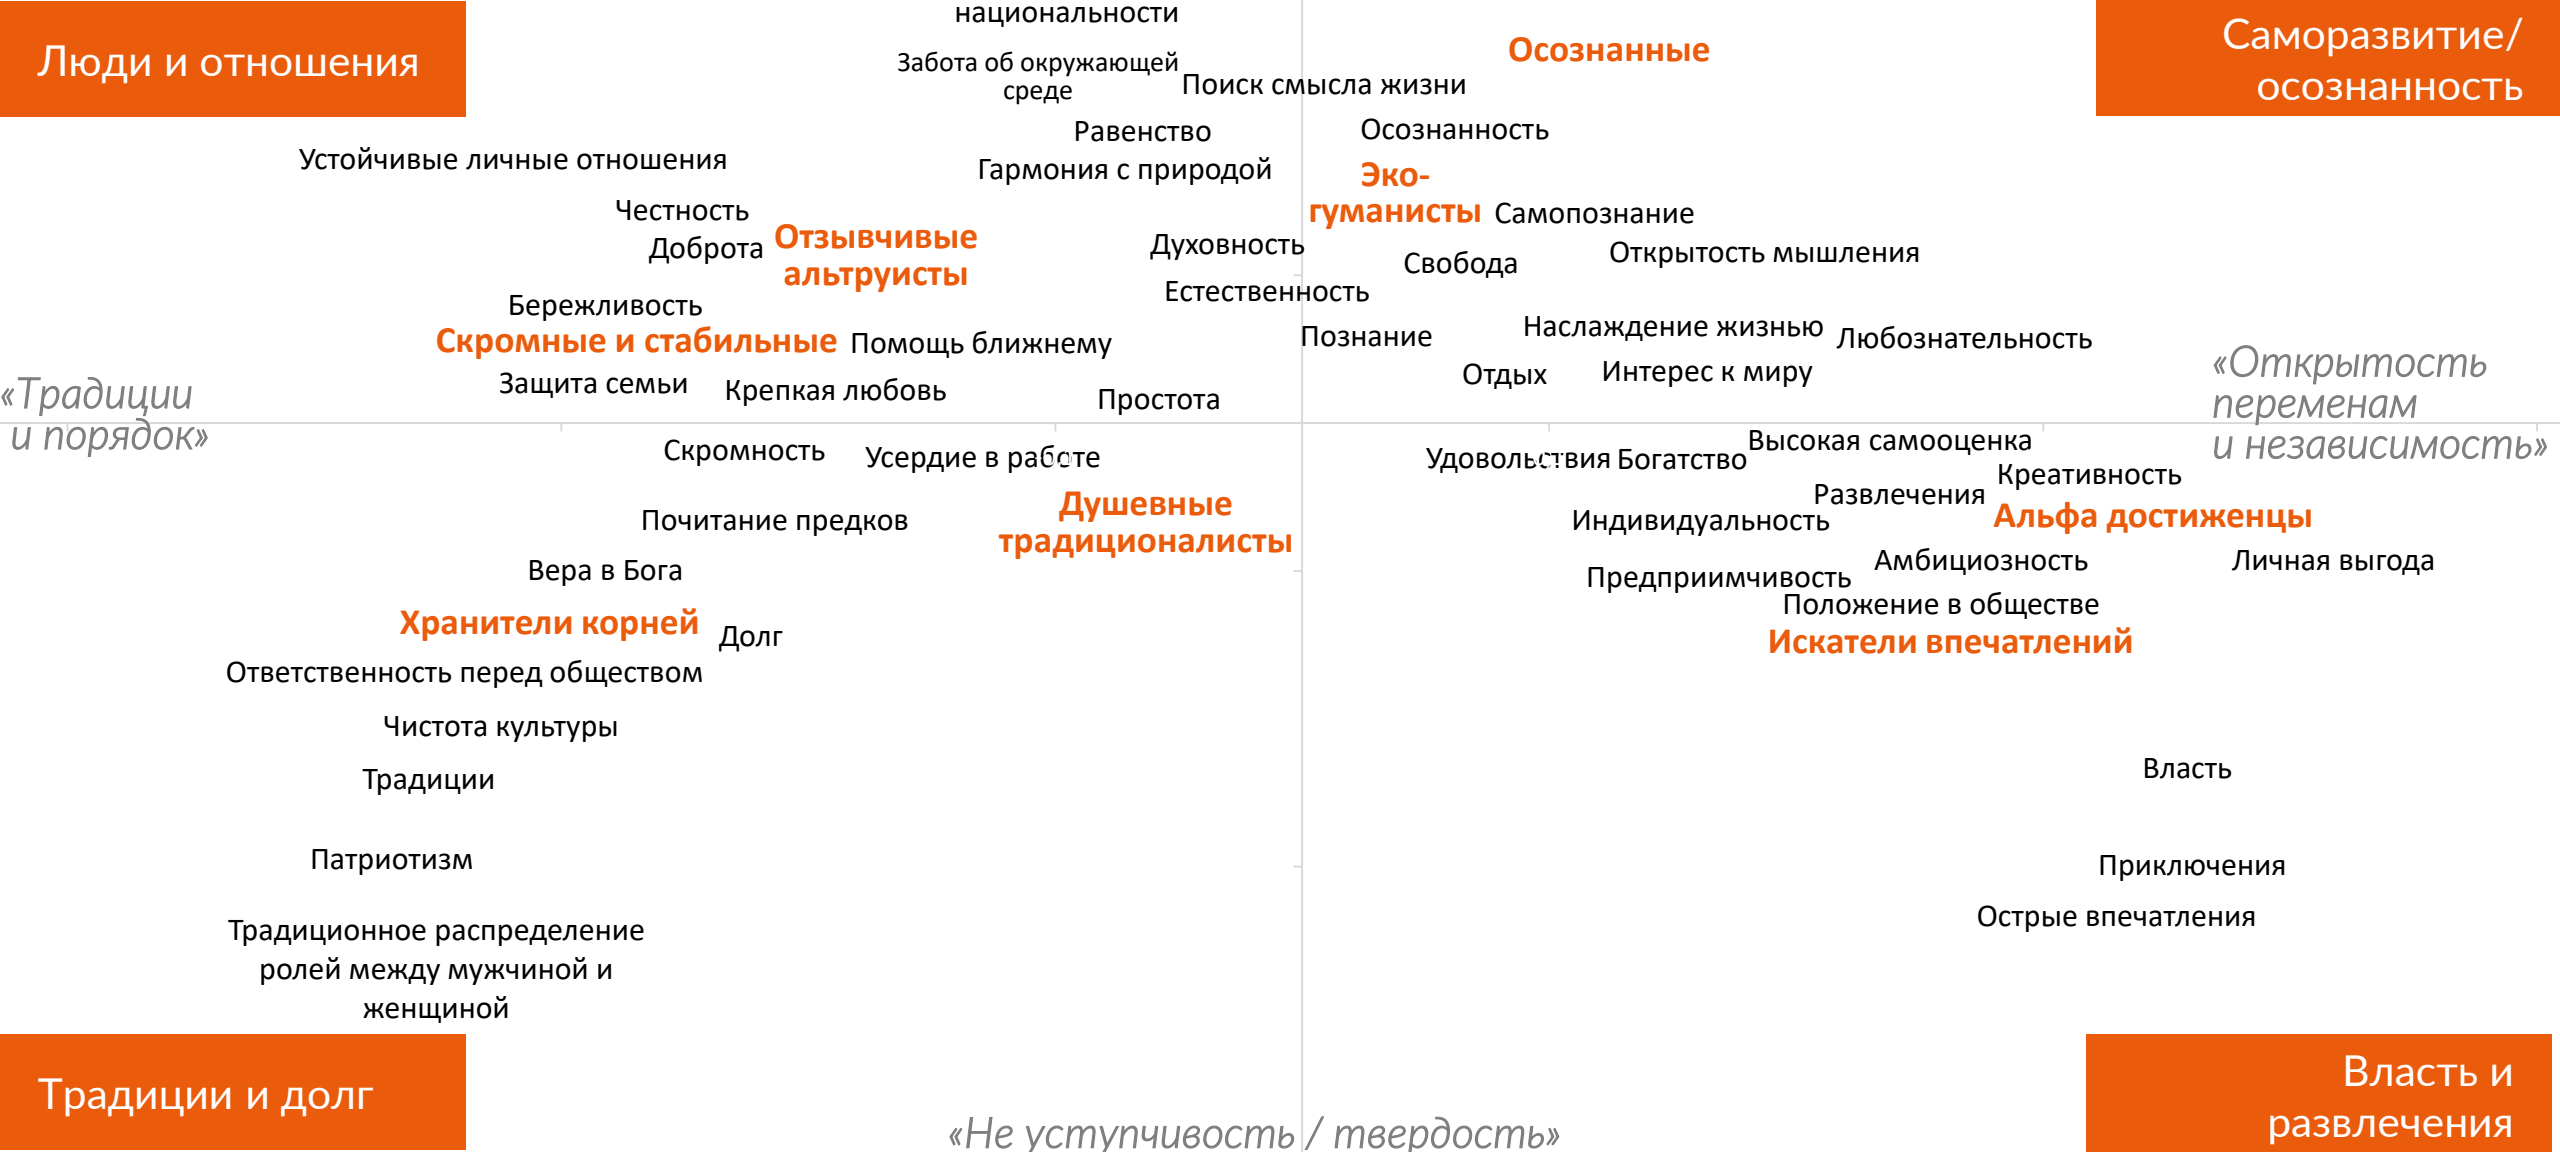 национальности
Люди и отношения
Осознанные
Саморазвитие/
осознанность
Забота об окружающей
среде
Поиск смысла жизни
Равенство
Осознанность
Устойчивые личные отношения
Гармония с природой
Эко-
гуманисты
Самопознание
Честность
Доброта
Отзывчивые
альтруисты
Духовность
Свобода
Открытость мышления
Естественность
Бережливость
Скромные и стабильные
Помощь ближнему
Познание
Наслаждение жизнью
Любознательность
Защита семьи
Крепкая любовь
Простота
Отдых
Интерес к миру
«Традиции
и порядок»
«Открытость
переменам
и независимость»
Скромность
Усердие в работе
Удовольствия
Богатство
Высокая самооценка
Креативность
Развлечения
Почитание предков
Душевные
традиционалисты
Индивидуальность
Альфа достиженцы
Вера в Бога
Предприимчивость
Амбициозность
Личная выгода
Положение в обществе
Хранители корней
Долг
Искатели впечатлений
Ответственность перед обществом
Чистота культуры
Традиции
Власть
Патриотизм
Приключения
Острые впечатления
Традиционное распределение
ролей между мужчиной и
женщиной
Традиции и долг
«Не уступчивость / твердость»
Власть и
развлечения